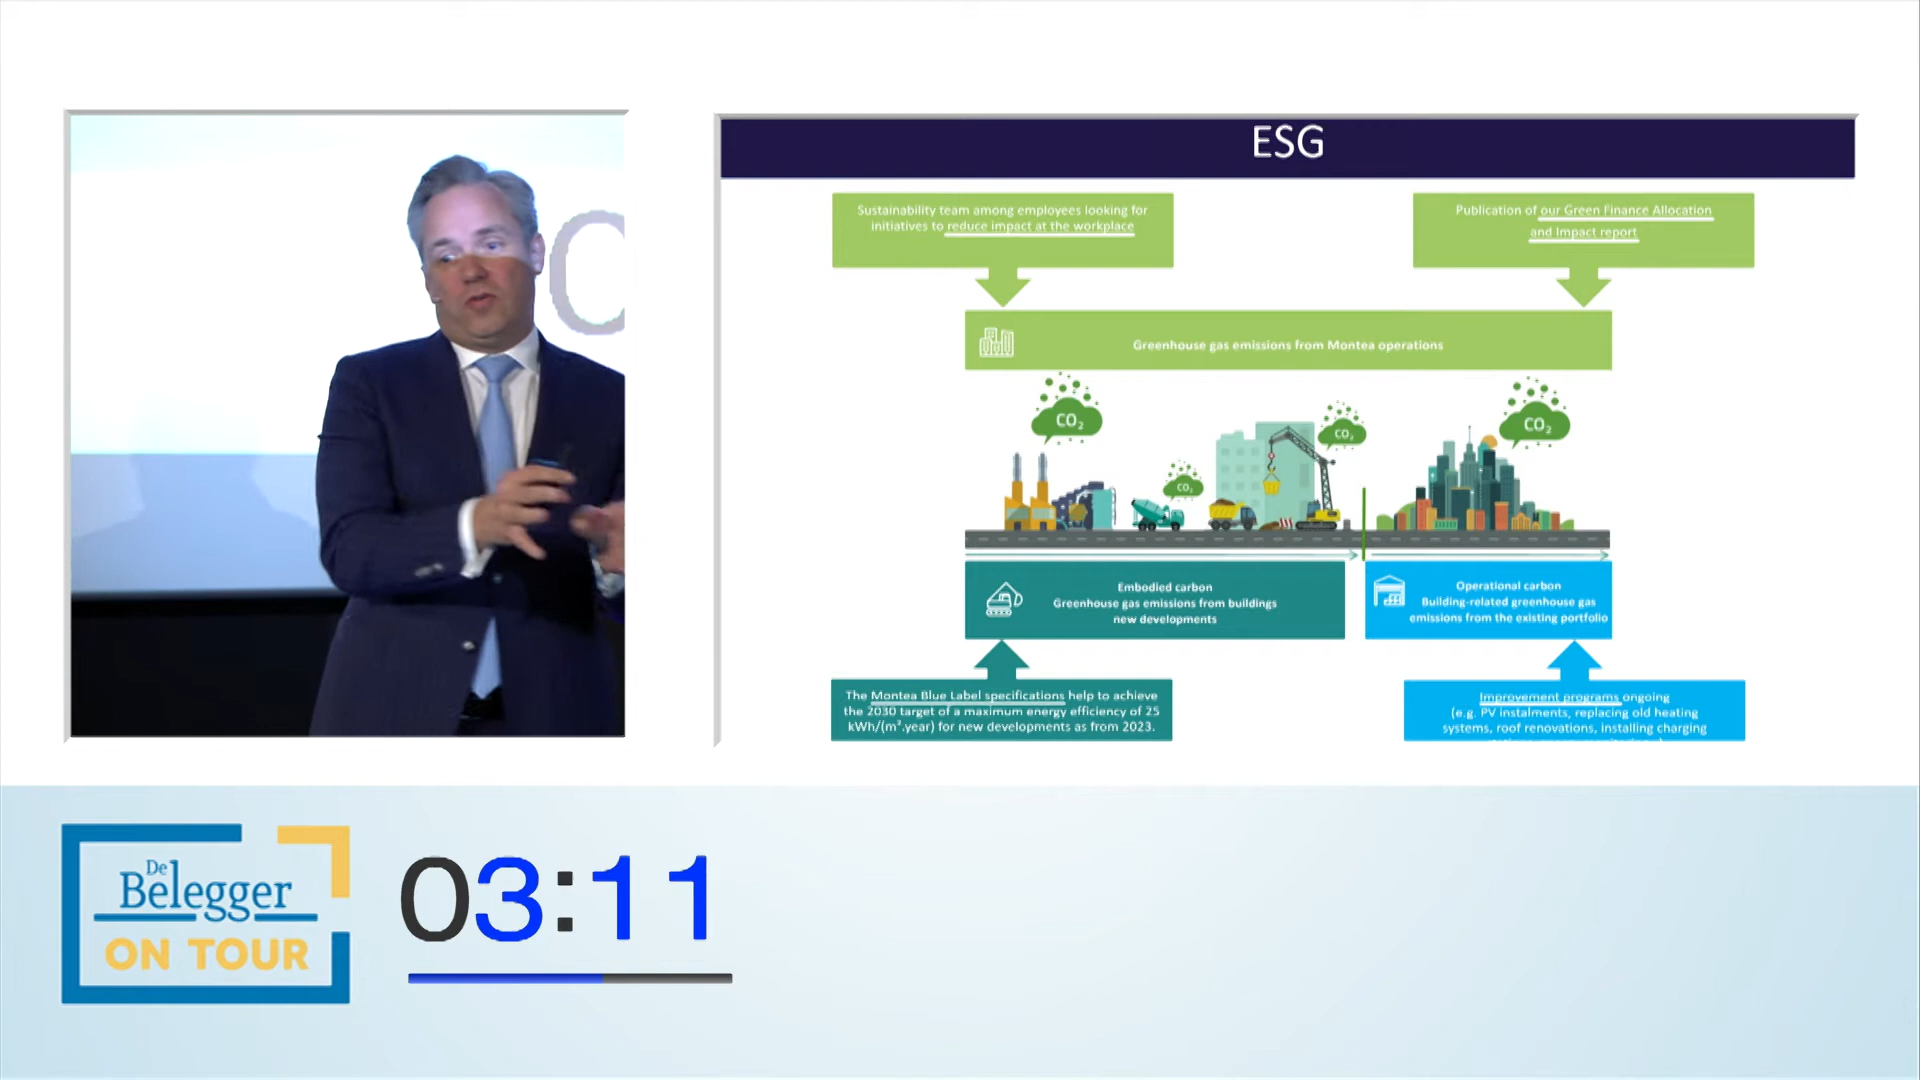 ESG
Sustainability team among employees looking for
initiatives to reduce impact at the workplace
Publication of our Green Finance Allocation
and Impact report
Greenhouse gas emissions from Montea operations
CO₂
CO₂
CO₂
CO₂
Embodied carbon
Greenhouse gas emissions from buildings
new developments
Operational carbon
Building-related greenhouse gas
emissions from the existing portfolio
The Montea Blue Label specifications help to achieve
the 2030 target of a maximum energy efficiency of 25
kWh/(m².year) for new developments as from 2023.
Improvement programs ongoing
(e.g. PV instalments, replacing old heating
systems, roof renovations, installing charging
De
Belegger
ON TOUR
03:11